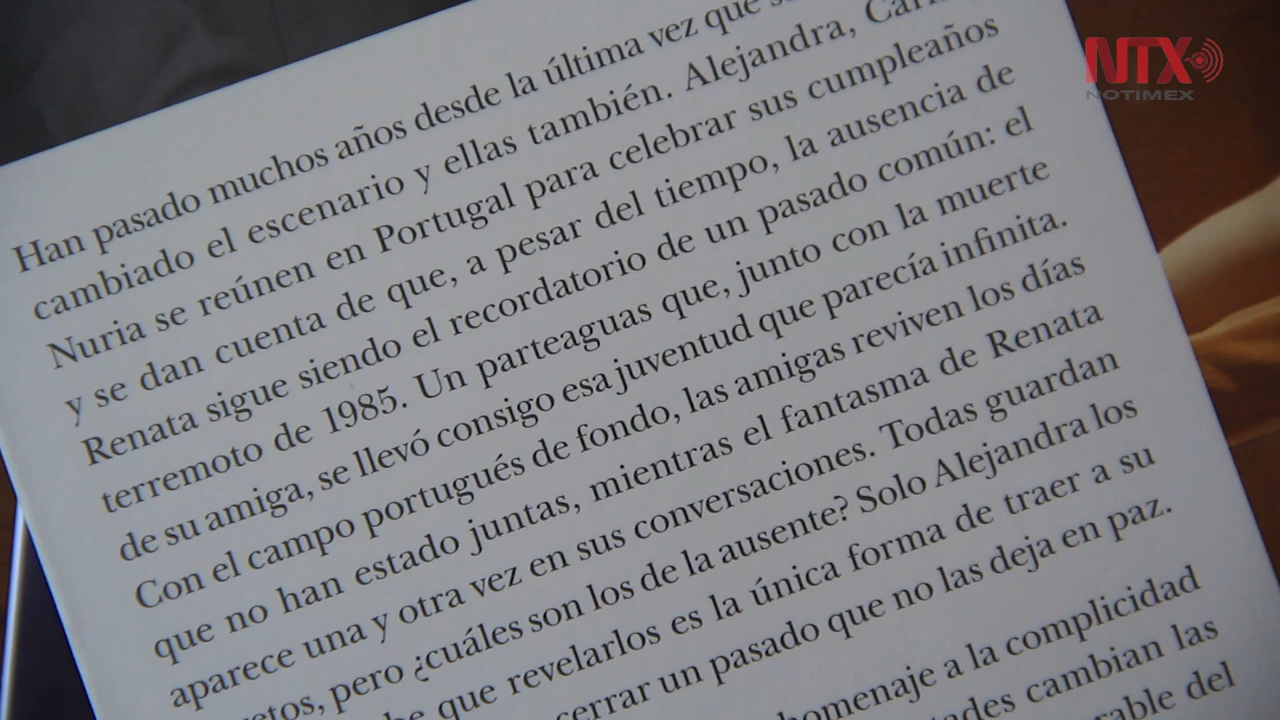 Han pasado muchos años desde la última vez que
cambiado el escenario y ellas también. Alejandra,
Nuria se reúnen en Portugal para celebrar sus cumpleaños
y se dan cuenta de que, a pesar del tiempo, la ausencia de
Renata sigue siendo el recordatorio de un pasado común: el
terremoto de 1985. Un parteaguas que, junto con la muerte
de su amiga, se llevó consigo esa juventud que parecía infinita.
Con el campo portugués de fondo, las amigas reviven los días
que no han estado juntas, mientras el fantasma de Renata
aparece una y otra vez en sus conversaciones. Todas guardan
etos, pero ¿cuáles son los de la ausente? Solo Alejandra los
que revelarlos es la única forma de traer a su
cerrar un pasado que no las deja en paz.
homenaje a la complicidad
cambian las
del
NTX
NOTIMEX